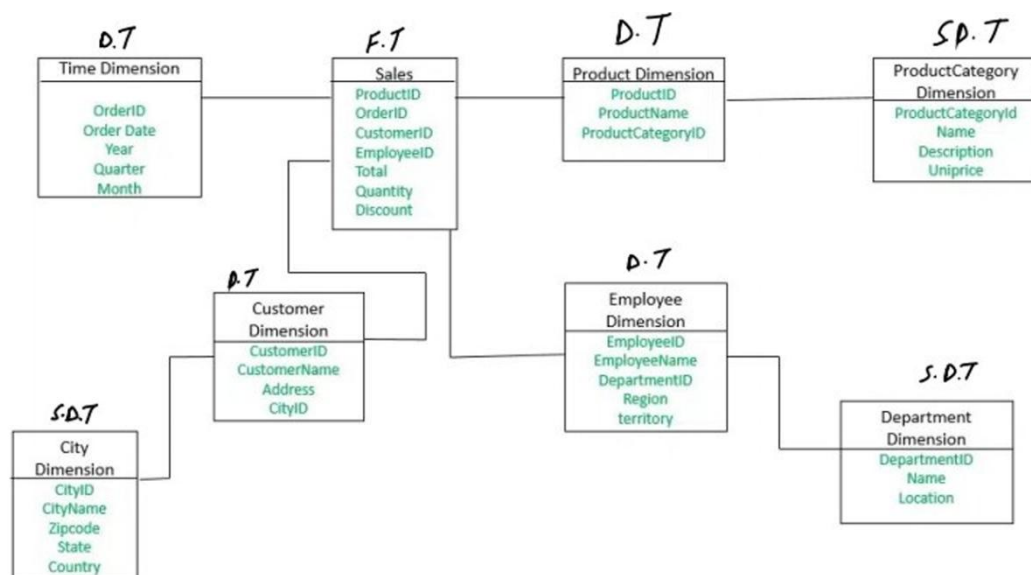 D.T
Time Dimension
OrderID
Order Date
Year
Quarter
Month
F.T
Sales
ProductID
OrderID
CustomerID
EmployeeID
Total
Quantity
Discount
D.T
Product Dimension
ProductID
ProductName
ProductCategoryID
S D.T
ProductCategory
Dimension
ProductCategoryId
Name
Description
Uniprice
D.T
Customer
Dimension
CustomerID
CustomerName
Address
CityID
D.T
Employee
Dimension
EmployeeID
EmployeeName
DepartmentID
Region
territory
S.D.T
City
Dimension
CityID
CityName
Zipcode
State
Country
S.D.T
Department
Dimension
DepartmentID
Name
Location